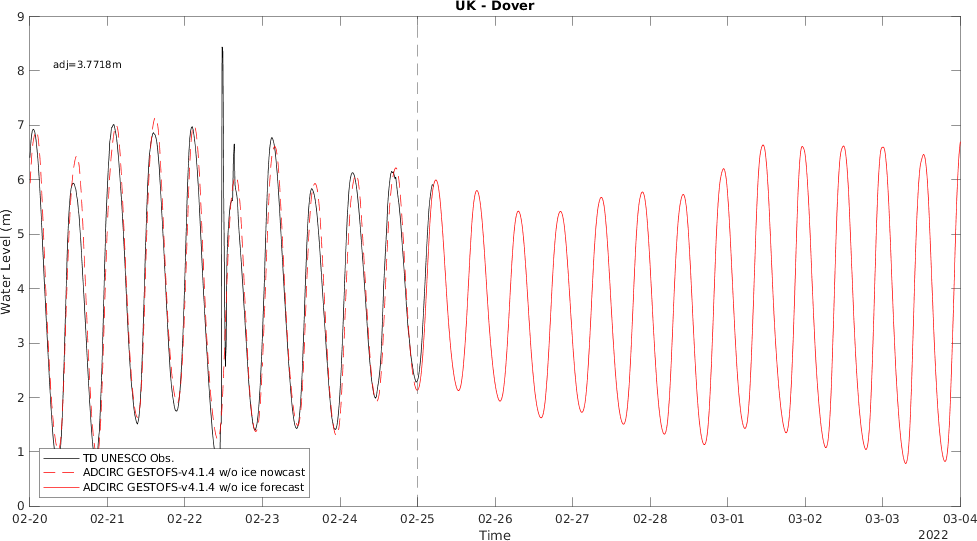 UK - Dover
adj=3.7718m
Water Level (m)
9
8
7
6
5
4
3
2
1
0
TD UNESCO Obs.
ADCIRC GESTOFS-v4.1.4 w/o ice nowcast
ADCIRC GESTOFS-v4.1.4 w/o ice forecast
02-20 02-21 02-22 02-23 02-24 02-25 02-26 02-27 02-28 03-01 03-02 03-03 03-04
Time
2022